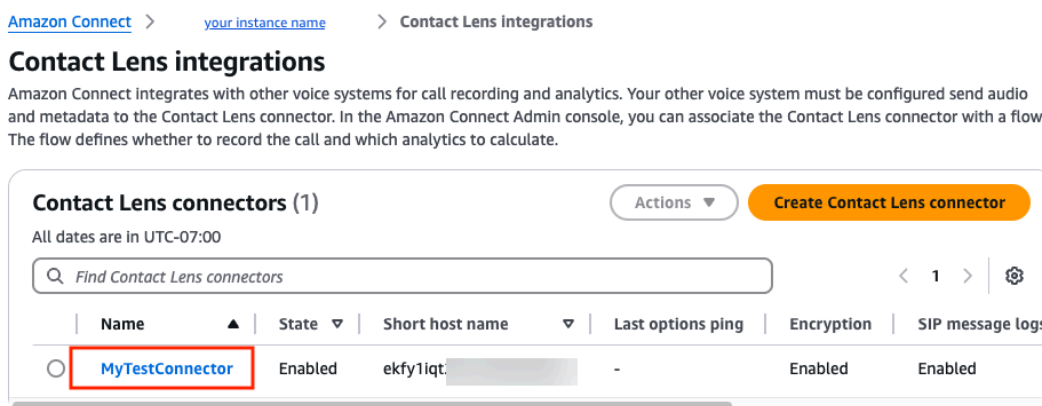 Amazon Connect > your instance name > Contact Lens integrations
Contact Lens integrations
Amazon Connect integrates with other voice systems for call recording and analytics. Your other voice system must be configured send audio
and metadata to the Contact Lens connector. In the Amazon Connect Admin console, you can associate the Contact Lens connector with a flow
The flow defines whether to record the call and which analytics to calculate.
Contact Lens connectors (1) Actions Create Contact Lens connector
All dates are in UTC-07:00
Find Contact Lens connectors < 1 >
Name State Short host name Last options ping Encryption SIP message logs
MyTestConnector Enabled ekfy1iqt - Enabled Enabled